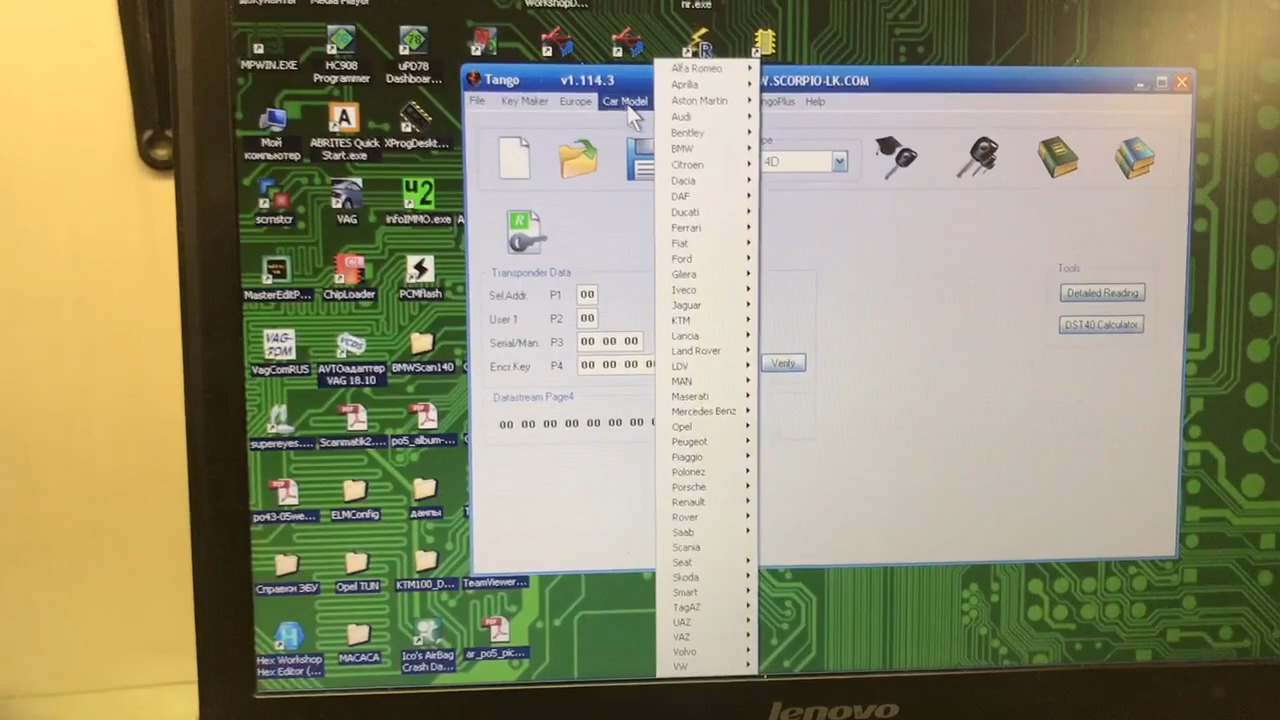 WorkshopD...
nr.exe
MPWIN.EXE
HC908
Programmer
uPD78
Dashboar...
Мой
компьютер
ABRITES Quick
Start.exe
XProgDeskt...
scrnstcr
VAG
infoIMMO.exe
MasterEditP...
ChipLoader
PCMflash
VagComRUS
AVTOадаптер
VAG 18.10
BMWScan140
supereyes....
Scanmatik2....
po5_album-...
po43-05we...
ELMConfig
дампы
Справки ЭБУ
Opel TUN
KTM100_D...
TeamViewer...
Hex Workshop
Hex Editor (...
MACACA
Ico's AirBag
Crash Da...
ar_po5_pic...
Tango v1.114.3
W.SCORPIO-LK.COM
File Key Maker Europe Car Model
ngoPlus Help
Alfa Romeo
Aprilia
Aston Martin
Audi
Bentley
BMW
Citroen
Dacia
DAF
Ducati
Ferrari
Fiat
Ford
Gilera
Iveco
Jaguar
KTM
Lancia
Land Rover
LDV
MAN
Maserati
Mercedes Benz
Opel
Peugeot
Piaggio
Polonez
Porsche
Renault
Rover
Saab
Scania
Seat
Skoda
Smart
TagAZ
UAZ
VAZ
Volvo
VW
4D
Transponder Data
Sel.Addr. P1 00
User 1 P2 00
Serial/Man. P3 00 00 00
Encr.Key P4 00 00 00 0
Verify
Datastream Page4
00 00 00 00 00 00 00
Tools
Detailed Reading
DST40 Calculator
lenovo